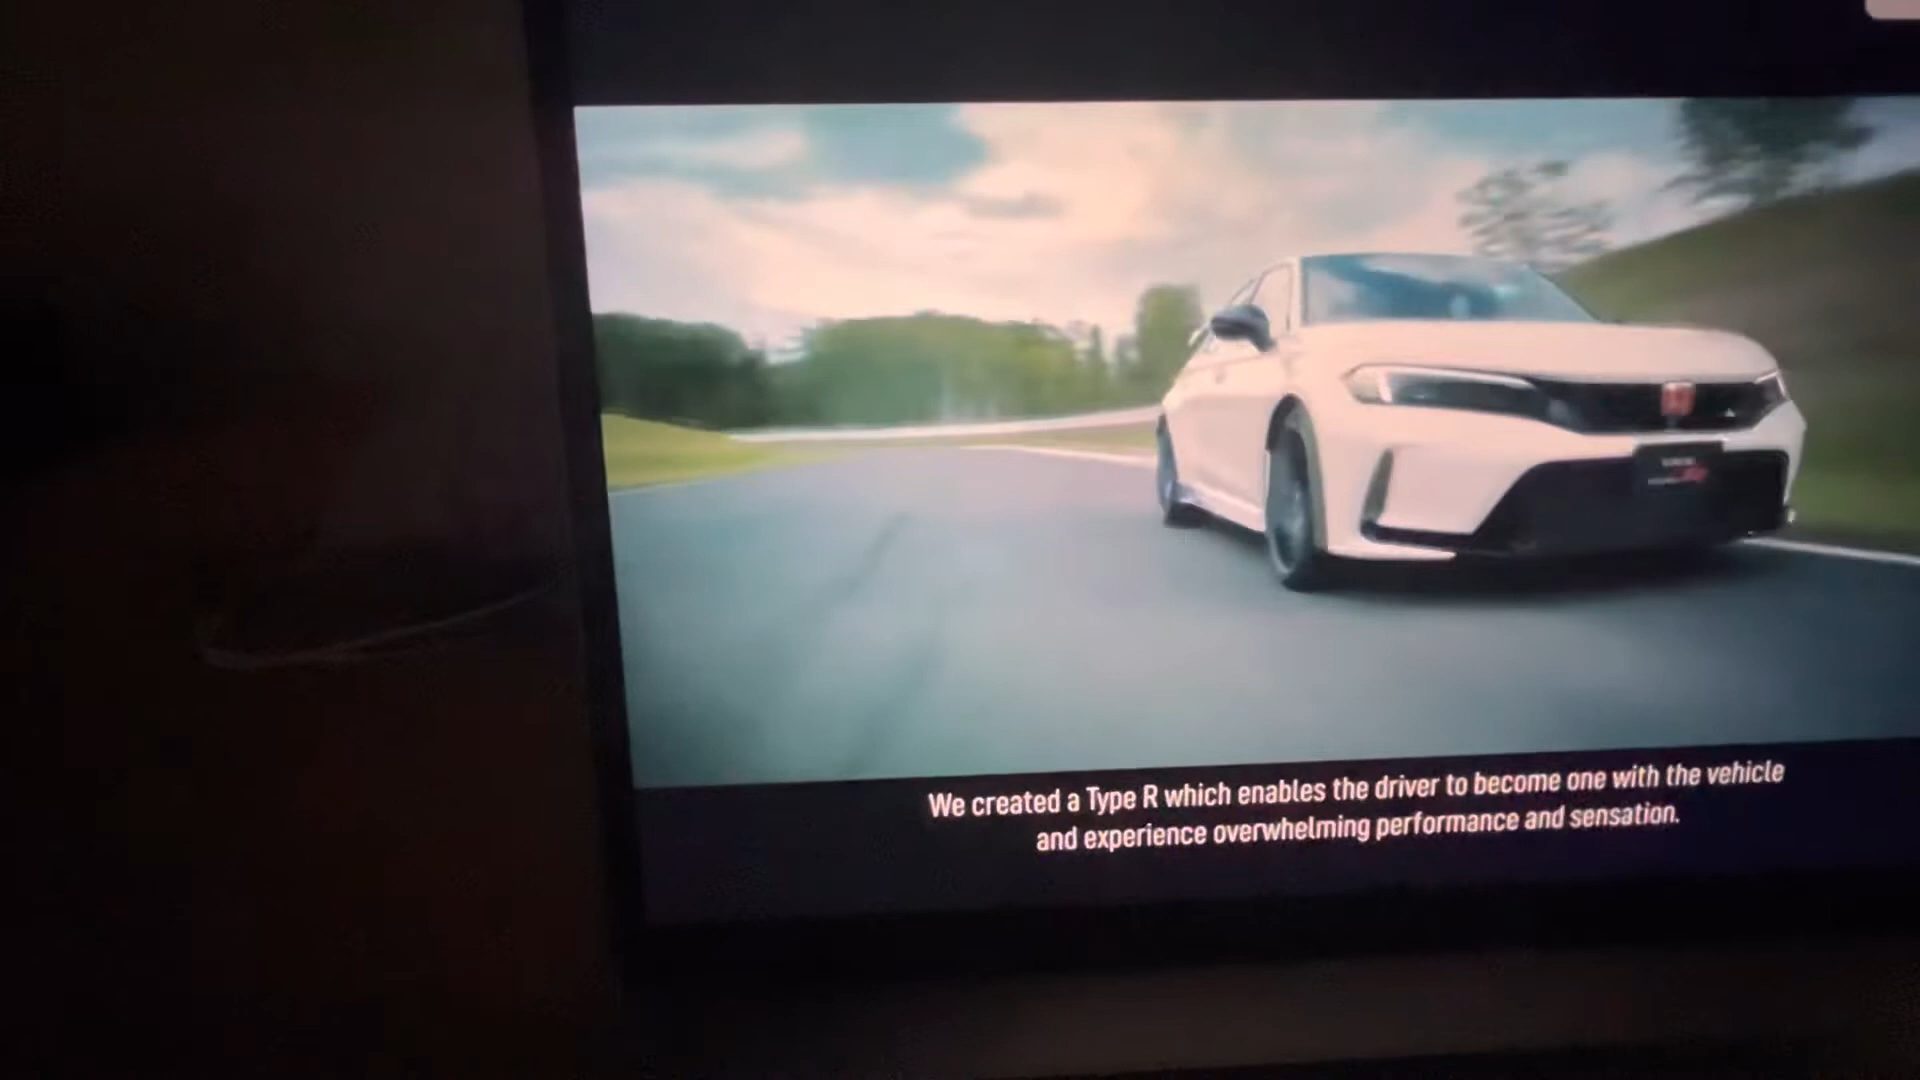 We created a Type R which enables the driver to become one with the vehicle
and experience overwhelming performance and sensation.